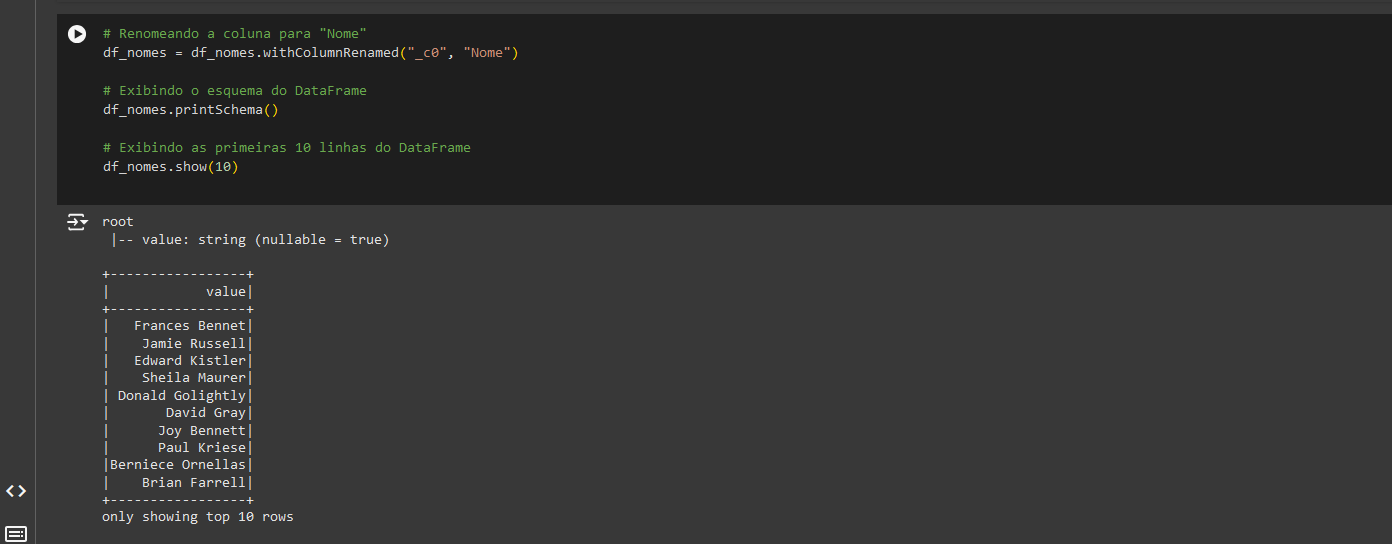 # Renomeando a coluna para "Nome"
df_nomes = df_nomes.withColumnRenamed("_c0", "Nome")
# Exibindo o esquema do DataFrame
df_nomes.printSchema()
# Exibindo as primeiras 10 linhas do DataFrame
df_nomes.show(10)
root
 |-- value: string (nullable = true)
+-----------------+
|            value|
+-----------------+
|   Frances Bennet|
|    Jamie Russell|
|   Edward Kistler|
|    Sheila Maurer|
| Donald Golightly|
|       David Gray|
|      Joy Bennett|
|      Paul Kriese|
|Berniece Ornellas|
|    Brian Farrell|
+-----------------+
only showing top 10 rows